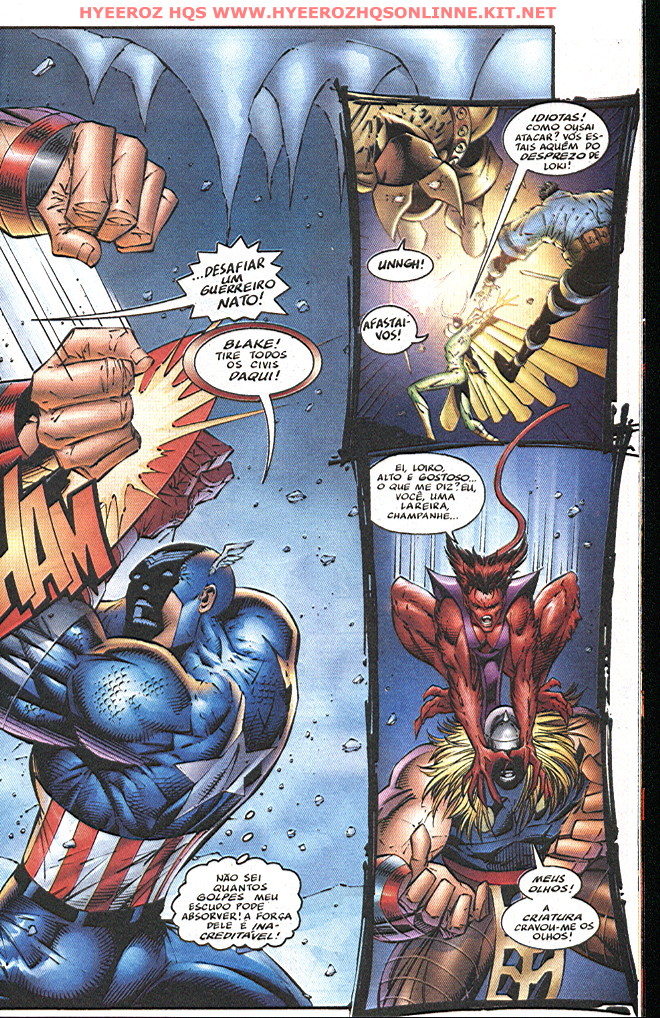 HYEEROZ HQS WWW.HYEEROZHQSONLINNE.KIT.NET
...DESAFIAR
UM
GUERREIRO
NATO!
BLAKE!
TIRE TODOS
OS CIVIS
DAQUI!
HAM
NÃO SEI
QUANTOS
GOLPES MEU
ESCUDO PODE
ABSORVER! A FORÇA
DELE É INA-
CREDITÁVEL!
IDIOTAS!
COMO OUSAI
ATACAR? VÓS ES-
TAIS AQUÉM DO
DESPREZO DE
LOKI!
UNNGH!
AFASTAI-
VOS!
EI, LOIRO,
ALTO E GOSTOSO...
O QUE ME DIZ? EU,
VOCÊ, UMA
LAREIRA,
CHAMPANHE...
MEUS
OLHOS!
A
CRIATURA
CRAVOU-ME OS
OLHOS!